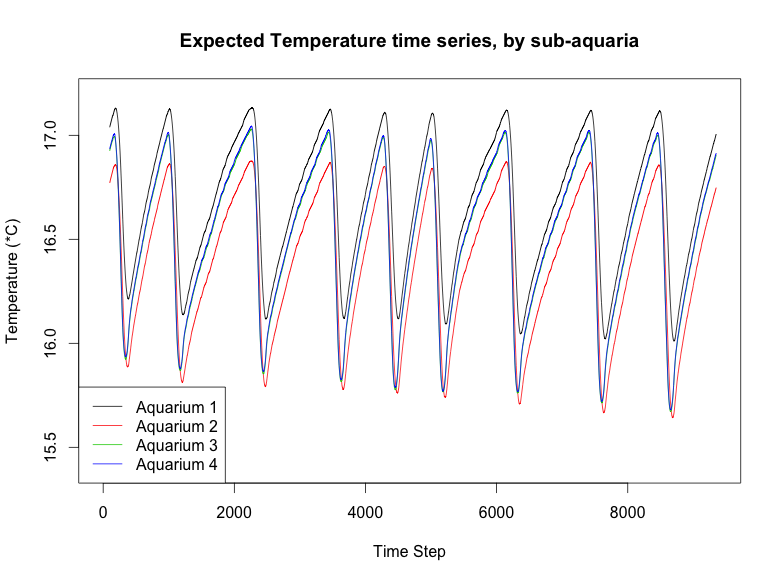 Expected Temperature time series, by sub-aquaria
Temperature (*C)
17.0
16.5
16.0
15.5
Aquarium 1
Aquarium 2
Aquarium 3
Aquarium 4
0 2000 4000 6000 8000
Time Step